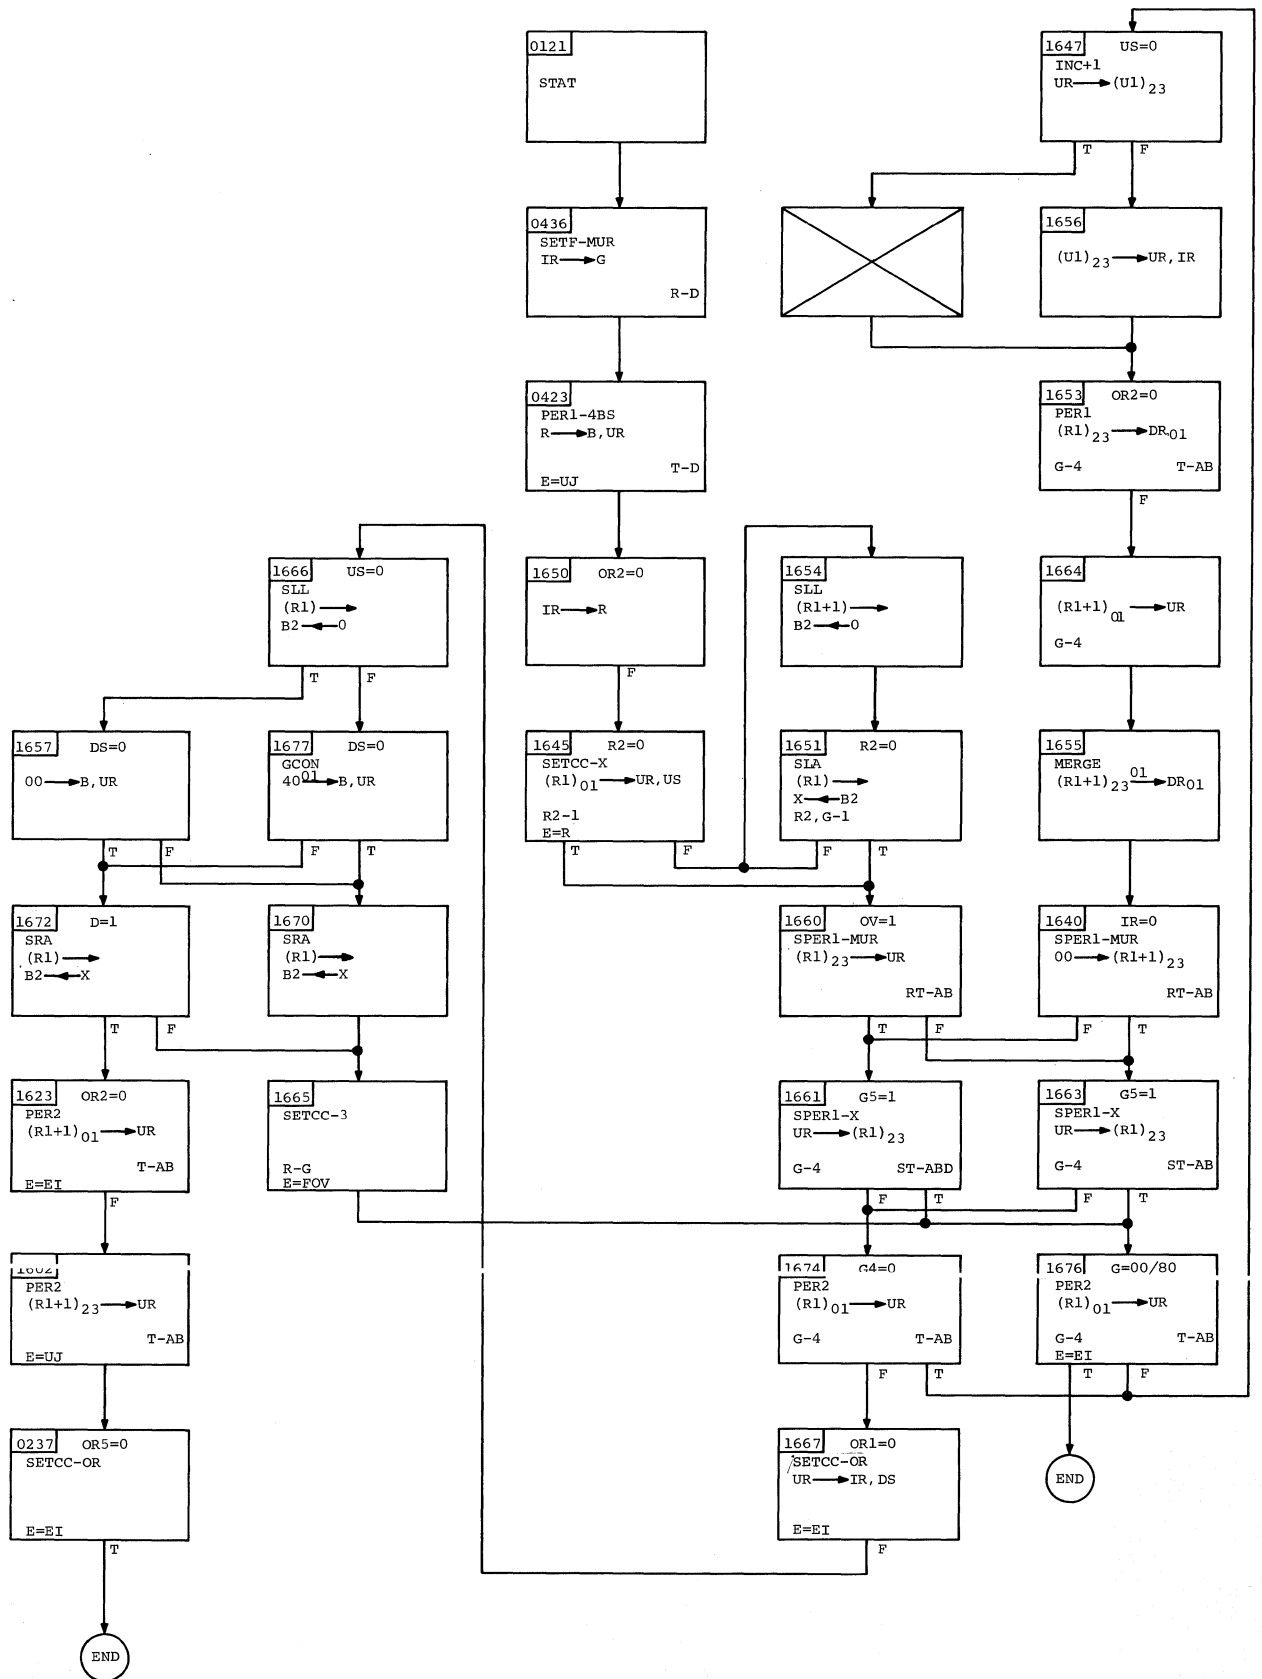 0121
STAT
0436
SETF-MUR
IR→G
R-D
0423
PER1-4BS
R→B,UR
T-D
E=UJ
1650 OR2=0
IR→R
F
1645 R2=0
SETCC-X
(R1)01→UR,US
R2-1
E=R
T F
1647 US=0
INC+1
UR→(U1)23
T F
1656
(U1)23→UR,IR
1653 OR2=0
PER1
(R1)23→DR01
G-4 T-AB
F
1664
(R1+1)01→UR
G-4
1655
MERGE
(R1+1)23 01→DR01
1640 IR=0
SPER1-MUR
00→(R1+1)23
RT-AB
F T
1663 G5=1
SPER1-X
UR→(R1)23
G-4 ST-AB
F T
1676 G=00/80
PER2
(R1)01→UR
G-4 T-AB
E=EI
T F
END
1654
SLL
(R1+1)→
B2←0
1651 R2=0
SLA
(R1)→
X←B2
R2,G-1
F T
1660 OV=1
SPER1-MUR
(R1)23→UR
RT-AB
T F
1661 G5=1
SPER1-X
UR→(R1)23
G-4 ST-ABD
F T
1674 G4=0
PER2
(R1)01→UR
G-4 T-AB
F T
1667 OR1=0
SETCC-OR
UR→IR,DS
E=EI
F
1666 US=0
SLL
(R1)→
B2←0
T F
1657 DS=0
00→B,UR
T F
1677 DS=0
GCON
40 01→B,UR
F T
1672 D=1
SRA
(R1)→
B2←X
T F
1670
SRA
(R1)→
B2←X
1623 OR2=0
PER2
(R1+1)01→UR
T-AB
E=EI
F
1665
SETCC-3
R-G
E=FOV
1602
PER2
(R1+1)23→UR
T-AB
E=UJ
0237 OR5=0
SETCC-OR
E=EI
T
END